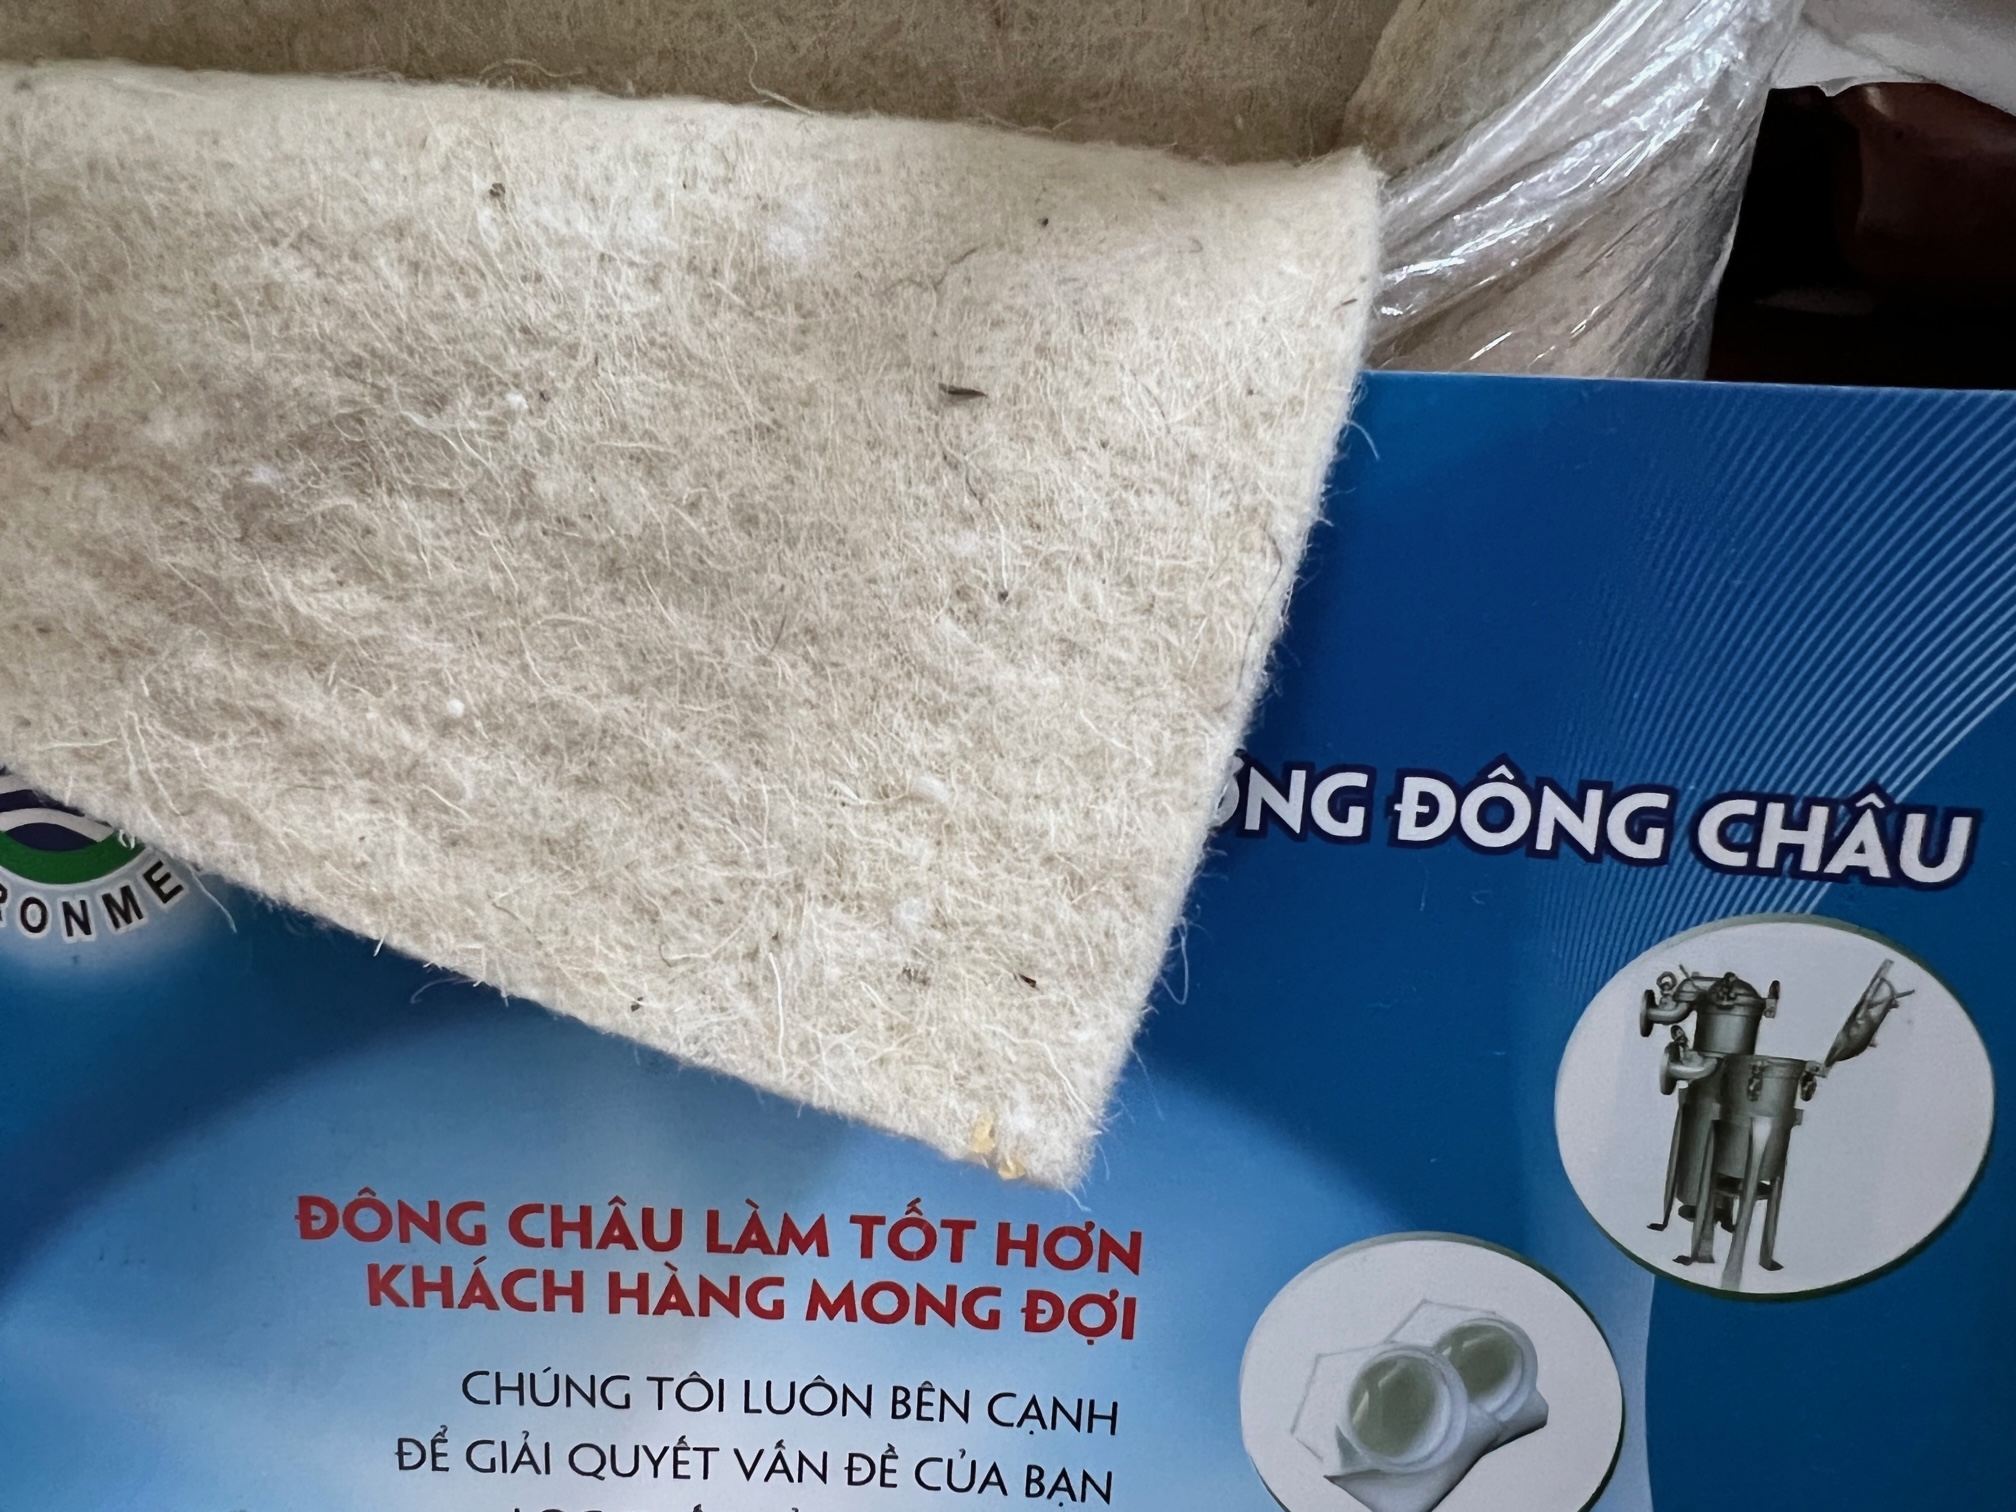 ĐÔNG CHÂU
ĐÔNG CHÂU LÀM TỐT HƠN
KHÁCH HÀNG MONG ĐỢI
CHÚNG TÔI LUÔN BÊN CẠNH
ĐỂ GIẢI QUYẾT VẤN ĐỀ CỦA BẠN